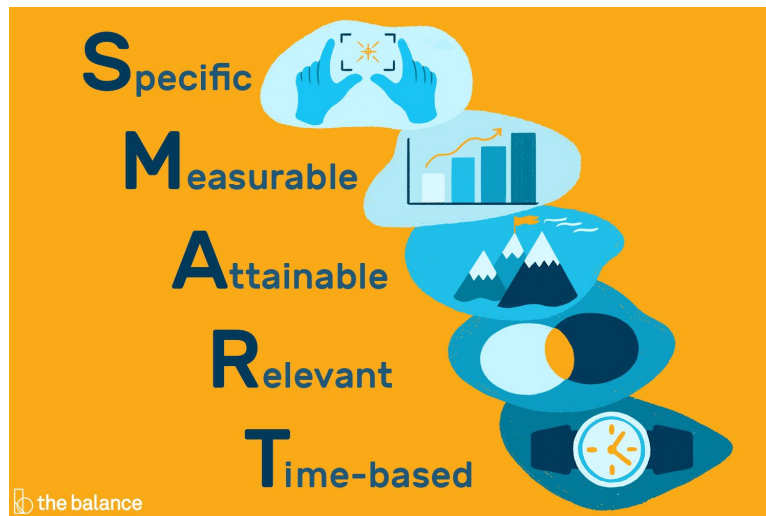 Specific
Measurable
Attainable
Relevant
Time-based
the balance